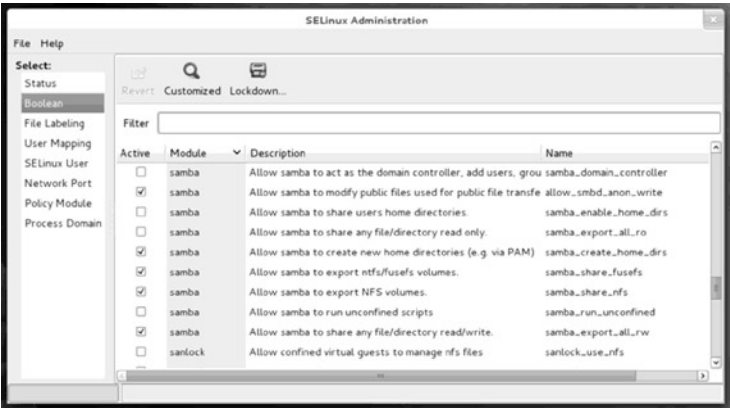 SELinux Administration
File Help
Select:
Status
Boolean
File Labeling
User Mapping
SELinux User
Network Port
Policy Module
Process Domain
Revert Customized Lockdown...
Filter
Active Module Description Name
samba Allow samba to act as the domain controller, add users, grou samba_domain_controller
samba Allow samba to modify public files used for public file transfe allow_smbd_anon_write
samba Allow samba to share users home directories. samba_enable_home_dirs
samba Allow samba to share any file/directory read only. samba_export_all_ro
samba Allow samba to create new home directories (e.g. via PAM) samba_create_home_dirs
samba Allow samba to export ntfs/fusefs volumes. samba_share_fusefs
samba Allow samba to export NFS volumes. samba_share_nfs
samba Allow samba to run unconfined scripts samba_run_unconfined
samba Allow samba to share any file/directory read/write. samba_export_all_rw
sanlock Allow confined virtual guests to manage nfs files sanlock_use_nfs